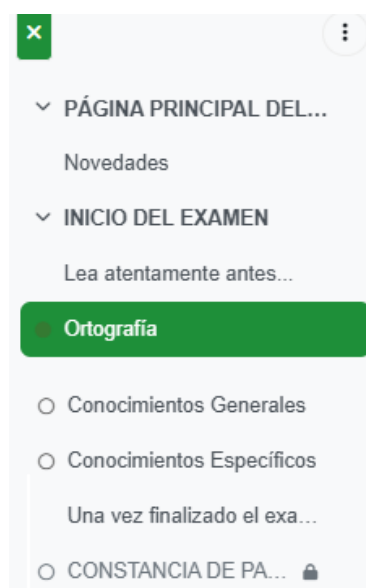 PÁGINA PRINCIPAL DEL...
Novedades
INICIO DEL EXAMEN
Lea atentamente antes...
Ortografía
Conocimientos Generales
Conocimientos Específicos
Una vez finalizado el exa...
CONSTANCIA DE PA...